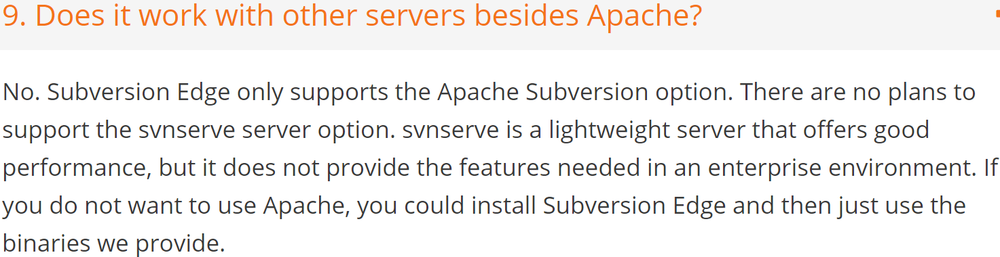 9. Does it work with other servers besides Apache?
No. Subversion Edge only supports the Apache Subversion option. There are no plans to
support the svnserve server option. svnserve is a lightweight server that offers good
performance, but it does not provide the features needed in an enterprise environment. If
you do not want to use Apache, you could install Subversion Edge and then just use the
binaries we provide.